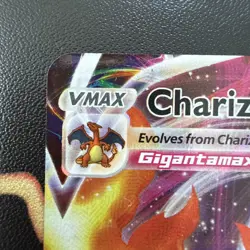 VMAX Chariz
Evolves from Chariz
Gigantamax